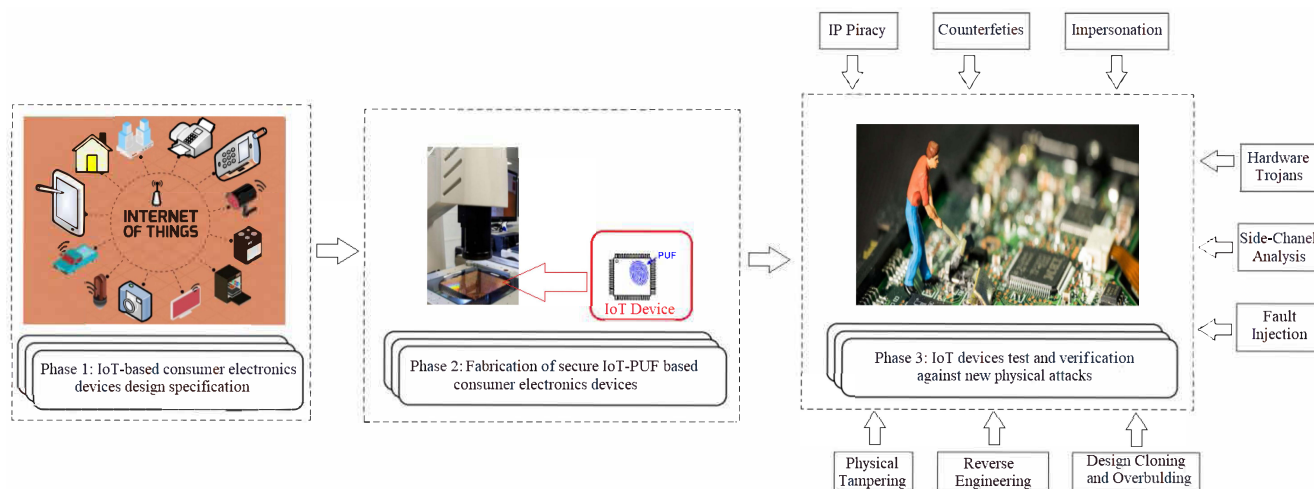 IP Piracy
Counterfeties
Impersonation
INTERNET
OF THINGS
PUF
IoT Device
Hardware
Trojans
Side-Chanel
Analysis
Fault
Injection
Phase 1: IoT-based consumer electronics
devices design specification
Phase 2: Fabrication of secure IoT-PUF based
consumer electronics devices
Phase 3: IoT devices test and verification
against new physical attacks
Physical
Tampering
Reverse
Engineering
Design Cloning
and Overbulding